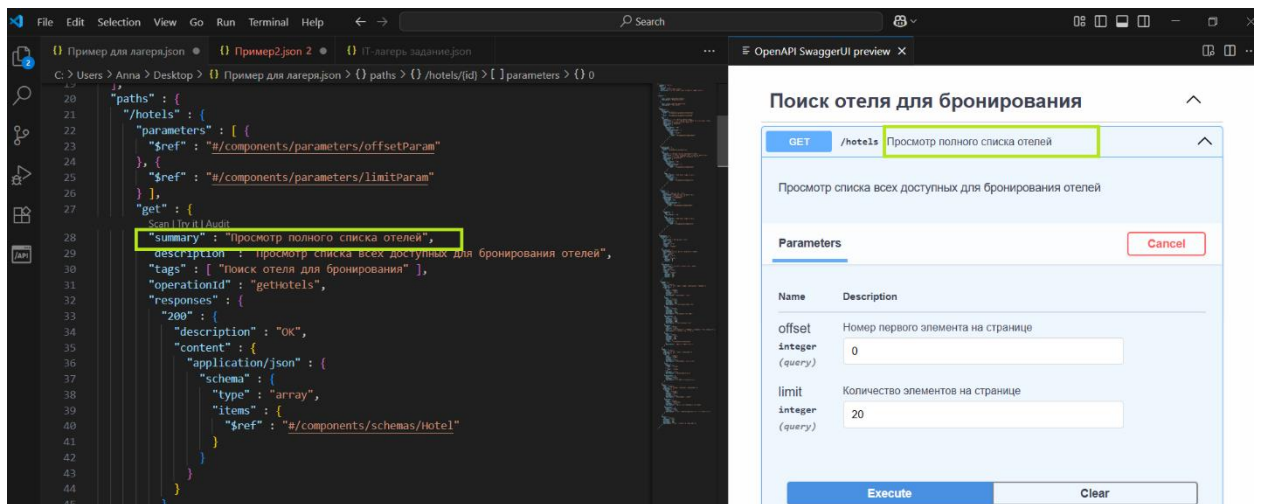 File Edit Selection View Go Run Terminal Help ← → Search
{} Пример для лагеря.json ● {} Пример2.json 2 ● {} IT-лагерь задание.json ...
C: > Users > Anna > Desktop > {} Пример для лагеря.json > {} paths > {} /hotels/{id} > [ ] parameters > {} 0
19 ],
20 "paths" : {
21 "/hotels" : {
22 "parameters" : [ {
23 "$ref" : "#/components/parameters/offsetParam"
24 }, {
25 "$ref" : "#/components/parameters/limitParam"
26 } ],
27 "get" : {
Scan | Try it | Audit
28 "summary" : "Просмотр полного списка отелей",
29 "description" : "Просмотр списка всех доступных для бронирования отелей",
30 "tags" : [ "Поиск отеля для бронирования" ],
31 "operationId" : "getHotels",
32 "responses" : {
33 "200" : {
34 "description" : "OK",
35 "content" : {
36 "application/json" : {
37 "schema" : {
38 "type" : "array",
39 "items" : {
40 "$ref" : "#/components/schemas/Hotel"
41 }
42 }
43 }
44 }
45 }
2
/API
OpenAPI SwaggerUI preview ×
Поиск отеля для бронирования
GET /hotels Просмотр полного списка отелей
Просмотр списка всех доступных для бронирования отелей
Parameters Cancel
Name Description
offset Номер первого элемента на странице
integer 0
(query)
limit Количество элементов на странице
integer 20
(query)
Execute Clear